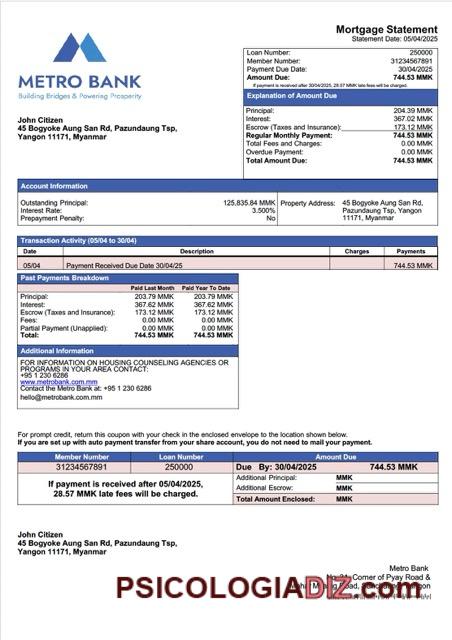 Mortgage Statement
Statement Date: 05/04/2025
METRO BANK
Building Bridges & Powering Prosperity
Loan Number: 250000
Member Number: 31234567891
Payment Due Date: 30/04/2025
Amount Due: 744.53 MMK
If payment is received after 30/04/2025, 28.57 MMK late fees will be charged.
Explanation of Amount Due
Principal: 204.39 MMK
Interest: 367.02 MMK
Escrow (Taxes and Insurance): 173.12 MMK
Regular Monthly Payment: 744.53 MMK
Total Fees and Charges: 0.00 MMK
Overdue Payment: 0.00 MMK
Total Amount Due: 744.53 MMK
John Citizen
45 Bogyoke Aung San Rd, Pazundaung Tsp,
Yangon 11171, Myanmar
Account Information
Outstanding Principal: 125,835.84 MMK
Interest Rate: 3.500%
Prepayment Penalty: No
Property Address: 45 Bogyoke Aung San Rd,
Pazundaung Tsp, Yangon
11171, Myanmar
Transaction Activity (05/04 to 30/04)
Date Description Charges Payments
05/04 Payment Received Due Date 30/04/25 744.53 MMK
Past Payments Breakdown
Paid Last Month Paid Year To Date
Principal: 203.79 MMK 203.79 MMK
Interest: 367.62 MMK 367.62 MMK
Escrow (Taxes and Insurance): 173.12 MMK 173.12 MMK
Fees: 0.00 MMK 0.00 MMK
Partial Payment (Unapplied): 0.00 MMK 0.00 MMK
Total: 744.53 MMK 744.53 MMK
Additional Information
FOR INFORMATION ON HOUSING COUNSELING AGENCIES OR
PROGRAMS IN YOUR AREA CONTACT:
+95 1 230 6286
www.metrobank.com.mm
Contact the Metro Bank at: +95 1 230 6286
hello@metrobank.com.mm
For prompt credit, return this coupon with your check in the enclosed envelope to the location shown below.
If you are set up with auto payment transfer from your share account, you do not need to mail your payment.
Member Number Loan Number Amount Due
31234567891 250000 Due By: 30/04/2025 744.53 MMK
If payment is received after 05/04/2025,
28.57 MMK late fees will be charged.
Additional Principal: MMK
Additional Escrow: MMK
Total Amount Enclosed: MMK
John Citizen
45 Bogyoke Aung San Rd, Pazundaung Tsp,
Yangon 11171, Myanmar
Metro Bank
Corner of Pyay Road &
PSICOLOGIADIZ.com